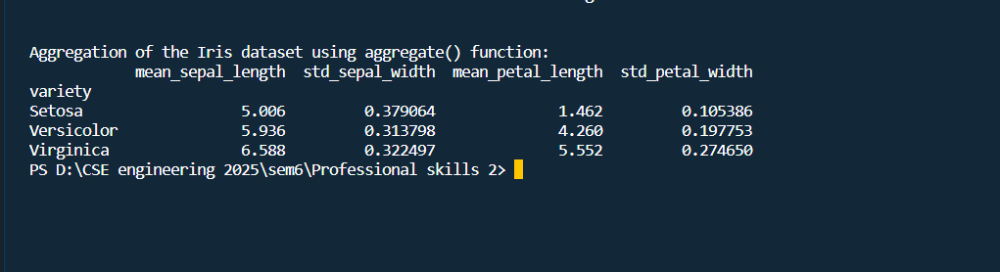 Aggregation of the Iris dataset using aggregate() function:
mean_sepal_length std_sepal_width mean_petal_length std_petal_width
variety
Setosa 5.006 0.379064 1.462 0.105386
Versicolor 5.936 0.313798 4.260 0.197753
Virginica 6.588 0.322497 5.552 0.274650
PS D:\CSE engineering 2025\sem6\Professional skills 2>